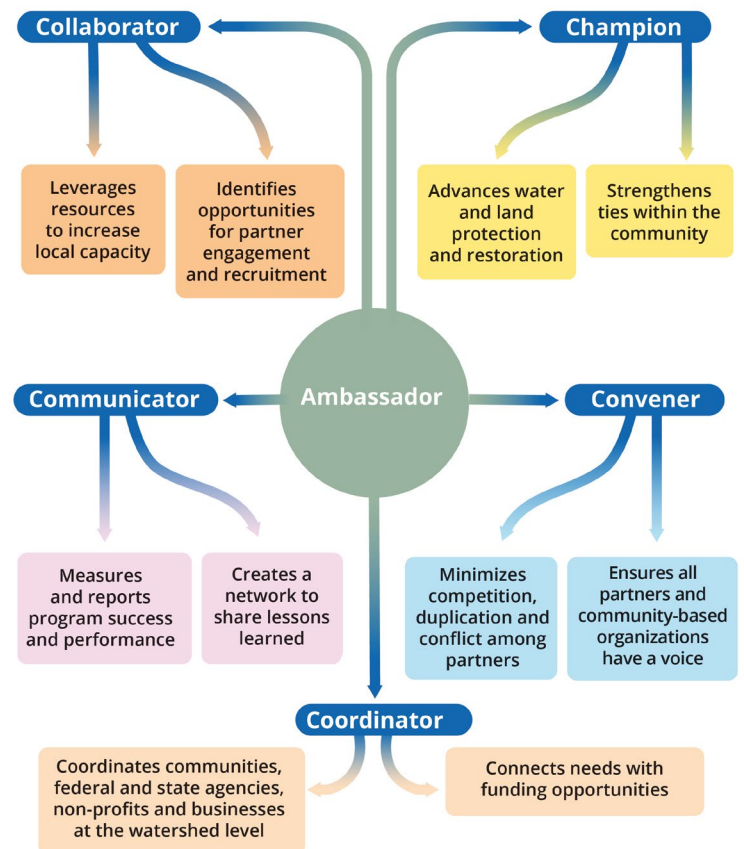 Collaborator
Champion
Leverages
resources
to increase
local capacity
Identifies
opportunities
for partner
engagement
and recruitment
Advances water
and land
protection
and restoration
Strengthens
ties within the
community
Ambassador
Communicator
Convener
Measures
and reports
program success
and performance
Creates a
network to
share lessons
learned
Minimizes
competition,
duplication and
conflict among
partners
Ensures all
partners and
community-based
organizations
have a voice
Coordinator
Coordinates communities,
federal and state agencies,
non-profits and businesses
at the watershed level
Connects needs with
funding opportunities